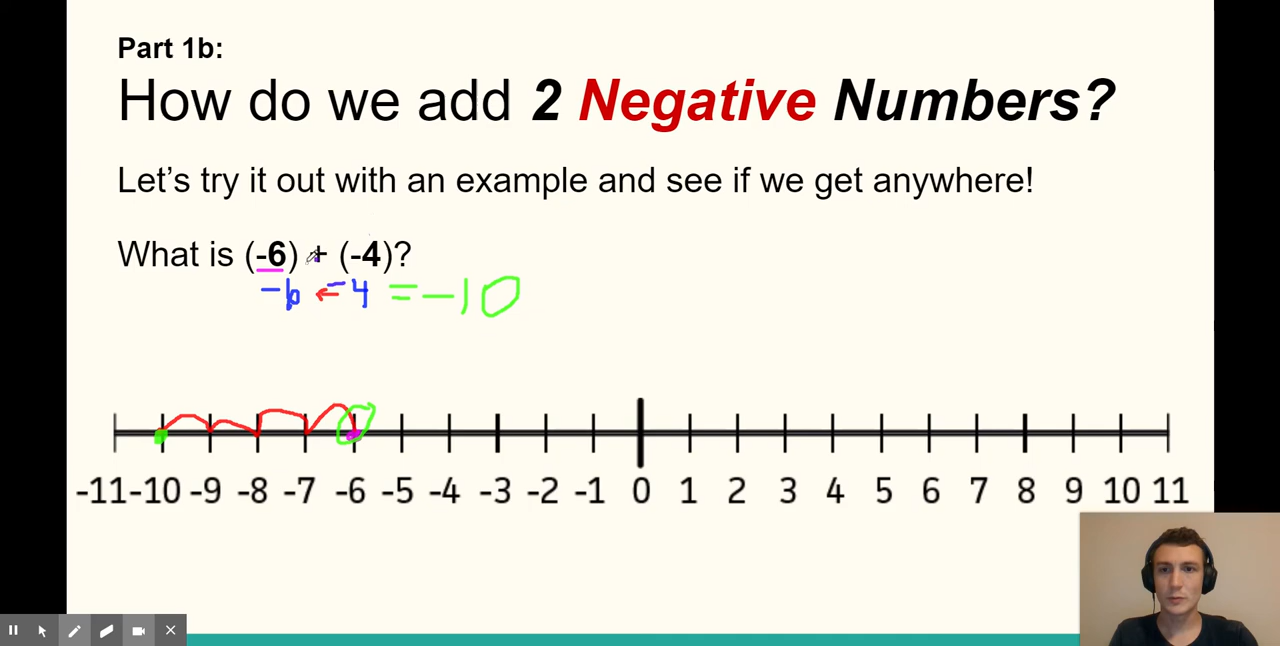 Part 1b:
How do we add 2 Negative Numbers?
Let's try it out with an example and see if we get anywhere!
What is (-6) + (-4)?
-6 ← -4 = -10
-11 -10 -9 -8 -7 -6 -5 -4 -3 -2 -1 0 1 2 3 4 5 6 7 8 9 10 11